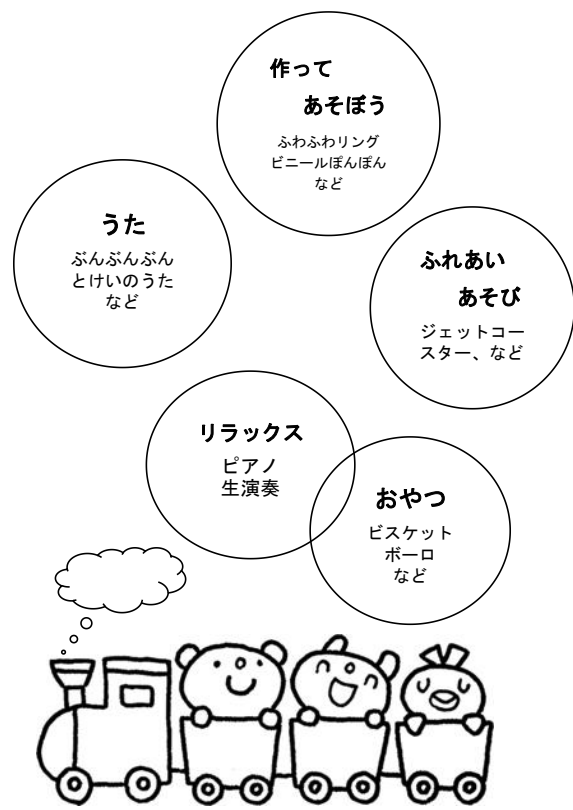 作って
あそぼう
ふわふわリング
ビニールぽんぽん
など
うた
ぶんぶんぶん
とけいのうた
など
ふれあい
あそび
ジェットコー
スター、など
リラックス
ピアノ
生演奏
おやつ
ビスケット
ボーロ
など